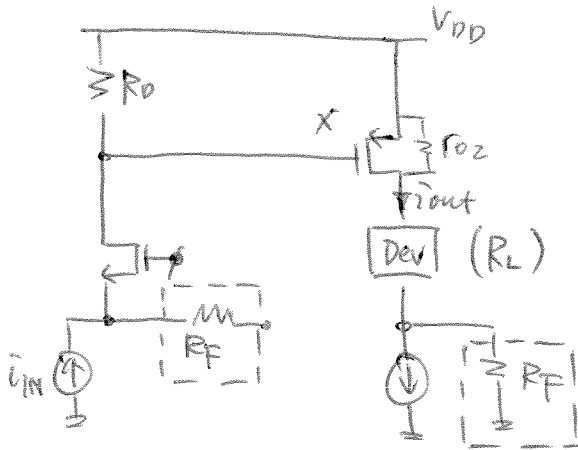 VDD
RD
X
ro2
iout
Dev (RL)
RF
iIN
RF